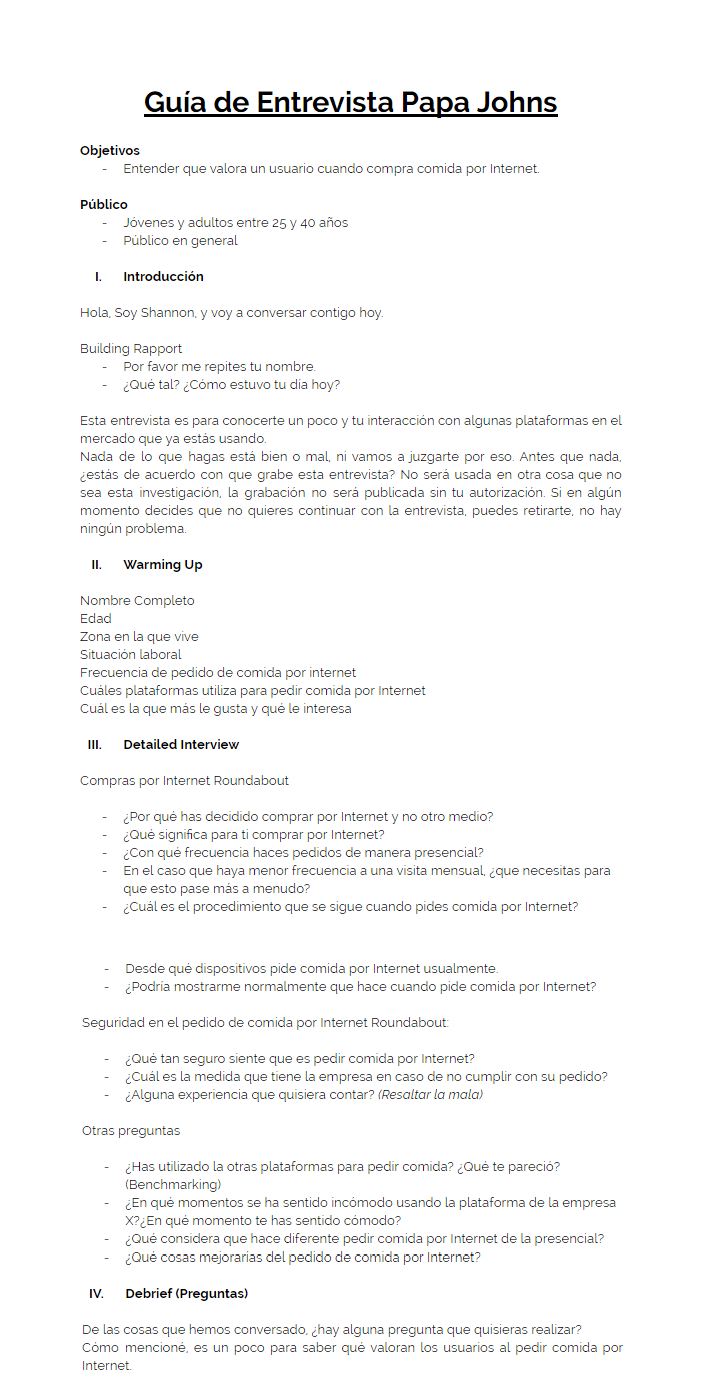 Guía de Entrevista Papa Johns
Objetivos
- Entender que valora un usuario cuando compra comida por Internet.
Público
- Jóvenes y adultos entre 25 y 40 años
- Público en general
I. Introducción
Hola, Soy Shannon, y voy a conversar contigo hoy.
Building Rapport
- Por favor me repites tu nombre.
- ¿Qué tal? ¿Cómo estuvo tu día hoy?
Esta entrevista es para conocerte un poco y tu interacción con algunas plataformas en el
mercado que ya estás usando.
Nada de lo que hagas está bien o mal, ni vamos a juzgarte por eso. Antes que nada,
¿estás de acuerdo con que grabe esta entrevista? No será usada en otra cosa que no
sea esta investigación, la grabación no será publicada sin tu autorización. Si en algún
momento decides que no quieres continuar con la entrevista, puedes retirarte, no hay
ningún problema.
II. Warming Up
Nombre Completo
Edad
Zona en la que vive
Situación laboral
Frecuencia de pedido de comida por internet
Cuáles plataformas utiliza para pedir comida por Internet
Cuál es la que más le gusta y qué le interesa
III. Detailed Interview
Compras por Internet Roundabout
- ¿Por qué has decidido comprar por Internet y no otro medio?
- ¿Qué significa para ti comprar por Internet?
- ¿Con qué frecuencia haces pedidos de manera presencial?
- En el caso que haya menor frecuencia a una visita mensual, ¿que necesitas para
que esto pase más a menudo?
- ¿Cuál es el procedimiento que se sigue cuando pides comida por Internet?
- Desde qué dispositivos pide comida por Internet usualmente.
- ¿Podría mostrarme normalmente que hace cuando pide comida por Internet?
Seguridad en el pedido de comida por Internet Roundabout:
- ¿Qué tan seguro siente que es pedir comida por Internet?
- ¿Cuál es la medida que tiene la empresa en caso de no cumplir con su pedido?
- ¿Alguna experiencia que quisiera contar? (Resaltar la mala)
Otras preguntas
- ¿Has utilizado la otras plataformas para pedir comida? ¿Qué te pareció?
(Benchmarking)
- ¿En qué momentos se ha sentido incómodo usando la plataforma de la empresa
X?¿En qué momento te has sentido cómodo?
- ¿Qué considera que hace diferente pedir comida por Internet de la presencial?
- ¿Qué cosas mejorarías del pedido de comida por Internet?
IV. Debrief (Preguntas)
De las cosas que hemos conversado, ¿hay alguna pregunta que quisieras realizar?
Cómo mencioné, es un poco para saber qué valoran los usuarios al pedir comida por
Internet.